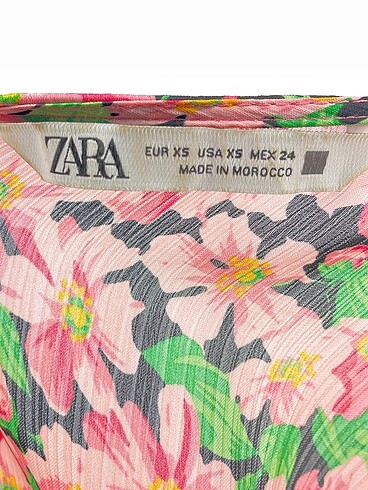 ZARA
EUR XS USA XS MEX 24
MADE IN MOROCCO